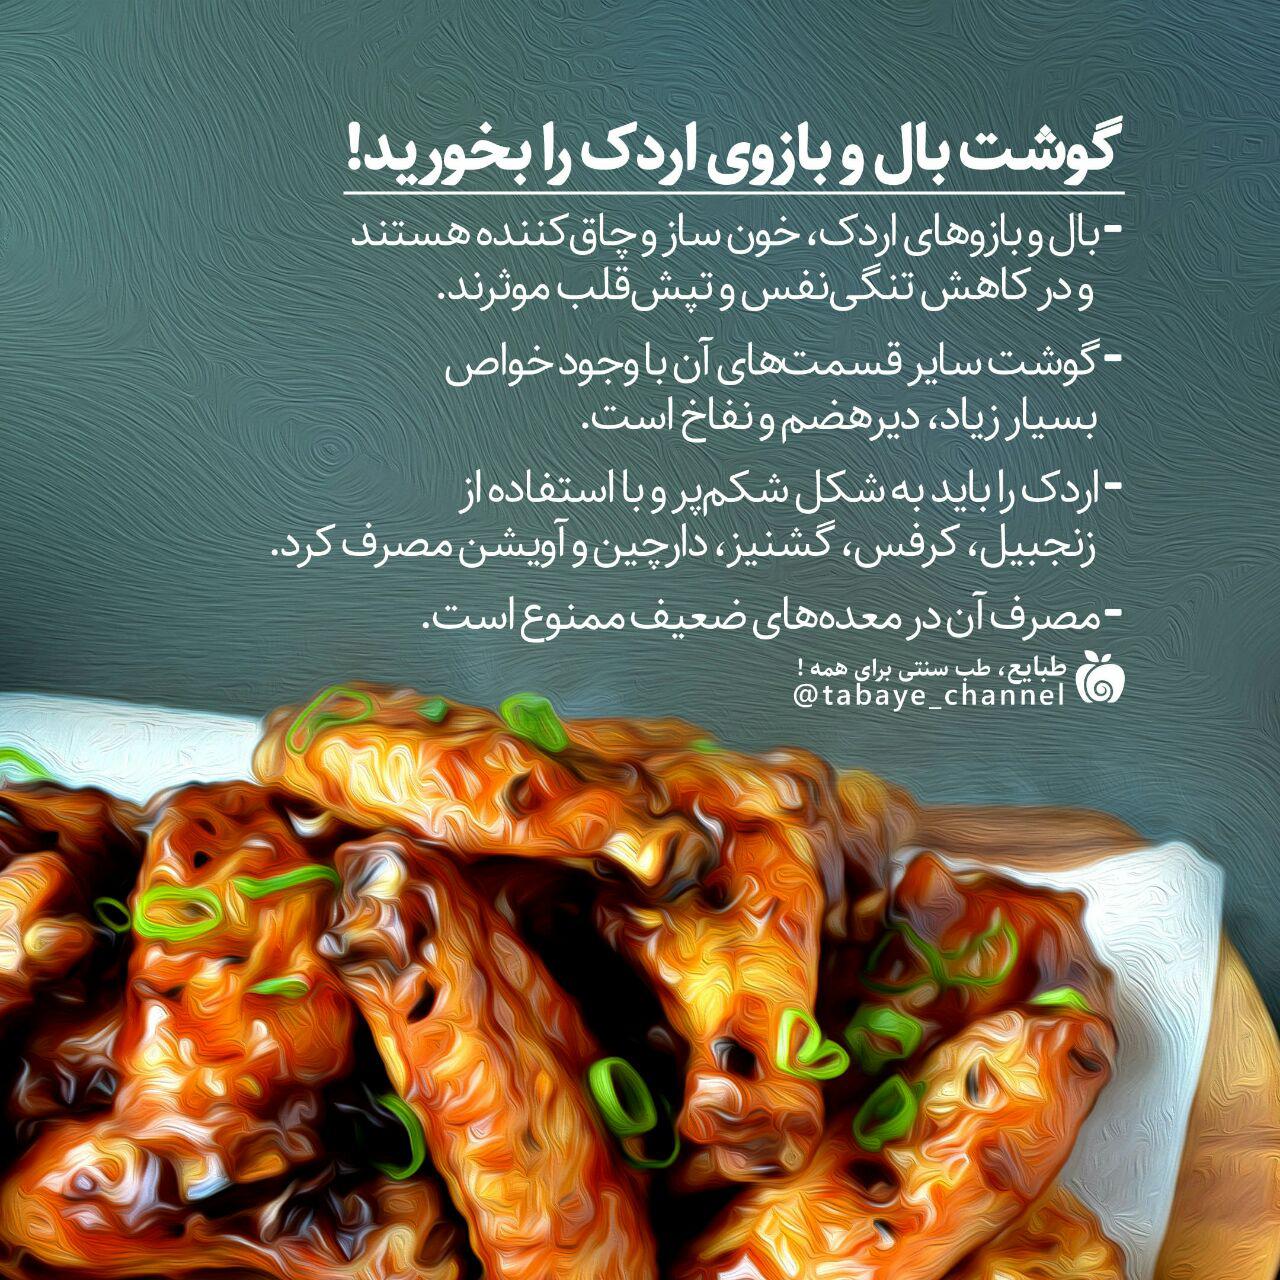 گوشت بال و بازوی اردک را بخورید!
-بال و بازوهای اردک، خون ساز و چاق‌کننده هستند
و در کاهش تنگی‌نفس و تپش‌قلب موثرند.
-گوشت سایر قسمت‌های آن با وجود خواص
بسیار زیاد، دیرهضم و نفاخ است.
-اردک را باید به شکل شکم‌پر و با استفاده از
زنجبیل، کرفس، گشنیز، دارچین و آویشن مصرف کرد.
-مصرف آن در معده‌های ضعیف ممنوع است.
طبایع، طب سنتی برای همه !
@tabaye_channel